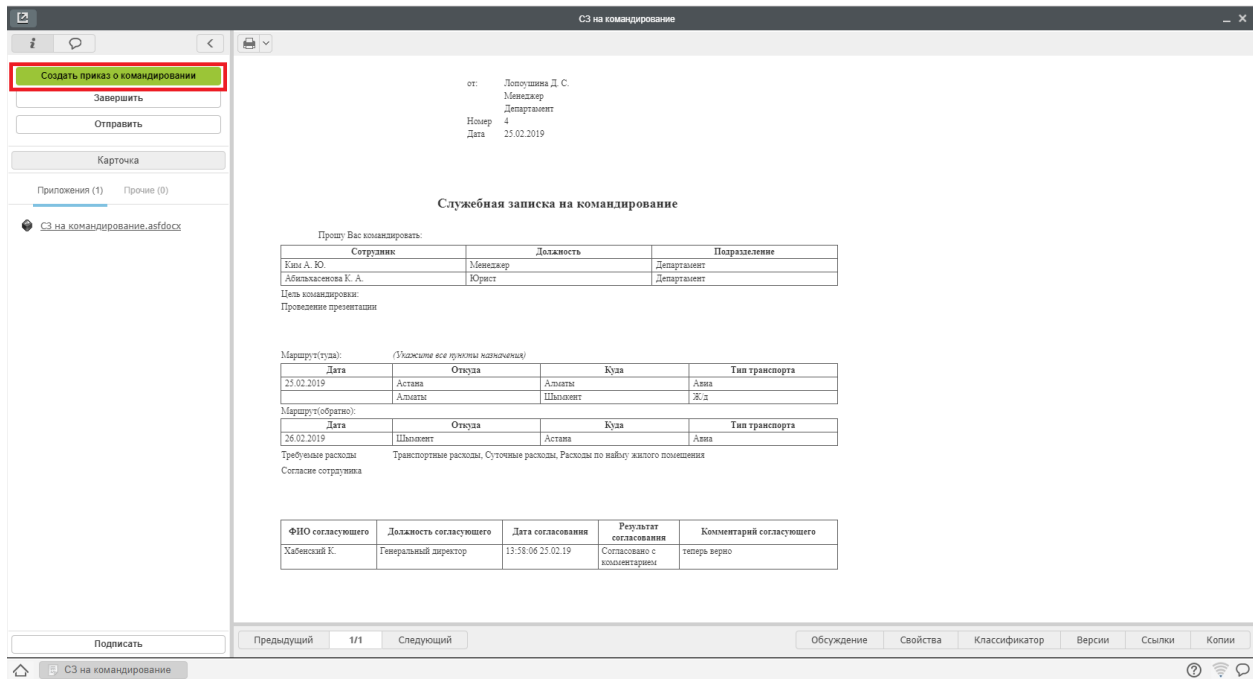 СЗ на командирование
Создать приказ о командировании
Завершить
Отправить
Карточка
Приложения (1) Прочие (0)
СЗ на командирование.asfdocx
от: Лопоушина Д. С.
Менеджер
Департамент
Номер 4
Дата 25.02.2019
Служебная записка на командирование
Прошу Вас командировать:
Сотрудник Должность Подразделение
Ким А. Ю. Менеджер Департамент
Абильхасенова К. А. Юрист Департамент
Цель командировки:
Проведение презентации
Маршрут(туда): (Укажите все пункты назначения)
Дата Откуда Куда Тип транспорта
25.02.2019 Астана Алматы Авиа
Алматы Шымкент Ж/д
Маршрут(обратно):
Дата Откуда Куда Тип транспорта
26.02.2019 Шымкент Астана Авиа
Требуемые расходы Транспортные расходы, Суточные расходы, Расходы по найму жилого помещения
Согласие сотрдуника
ФИО согласующего Должность согласующего Дата согласования Результат согласования Комментарий согласующего
Хабенский К. Генеральный директор 13:58:06 25.02.19 Согласовано с комментарием теперь верно
Подписать
Предыдущий 1/1 Следующий Обсуждение Свойства Классификатор Версии Ссылки Копии
СЗ на командирование